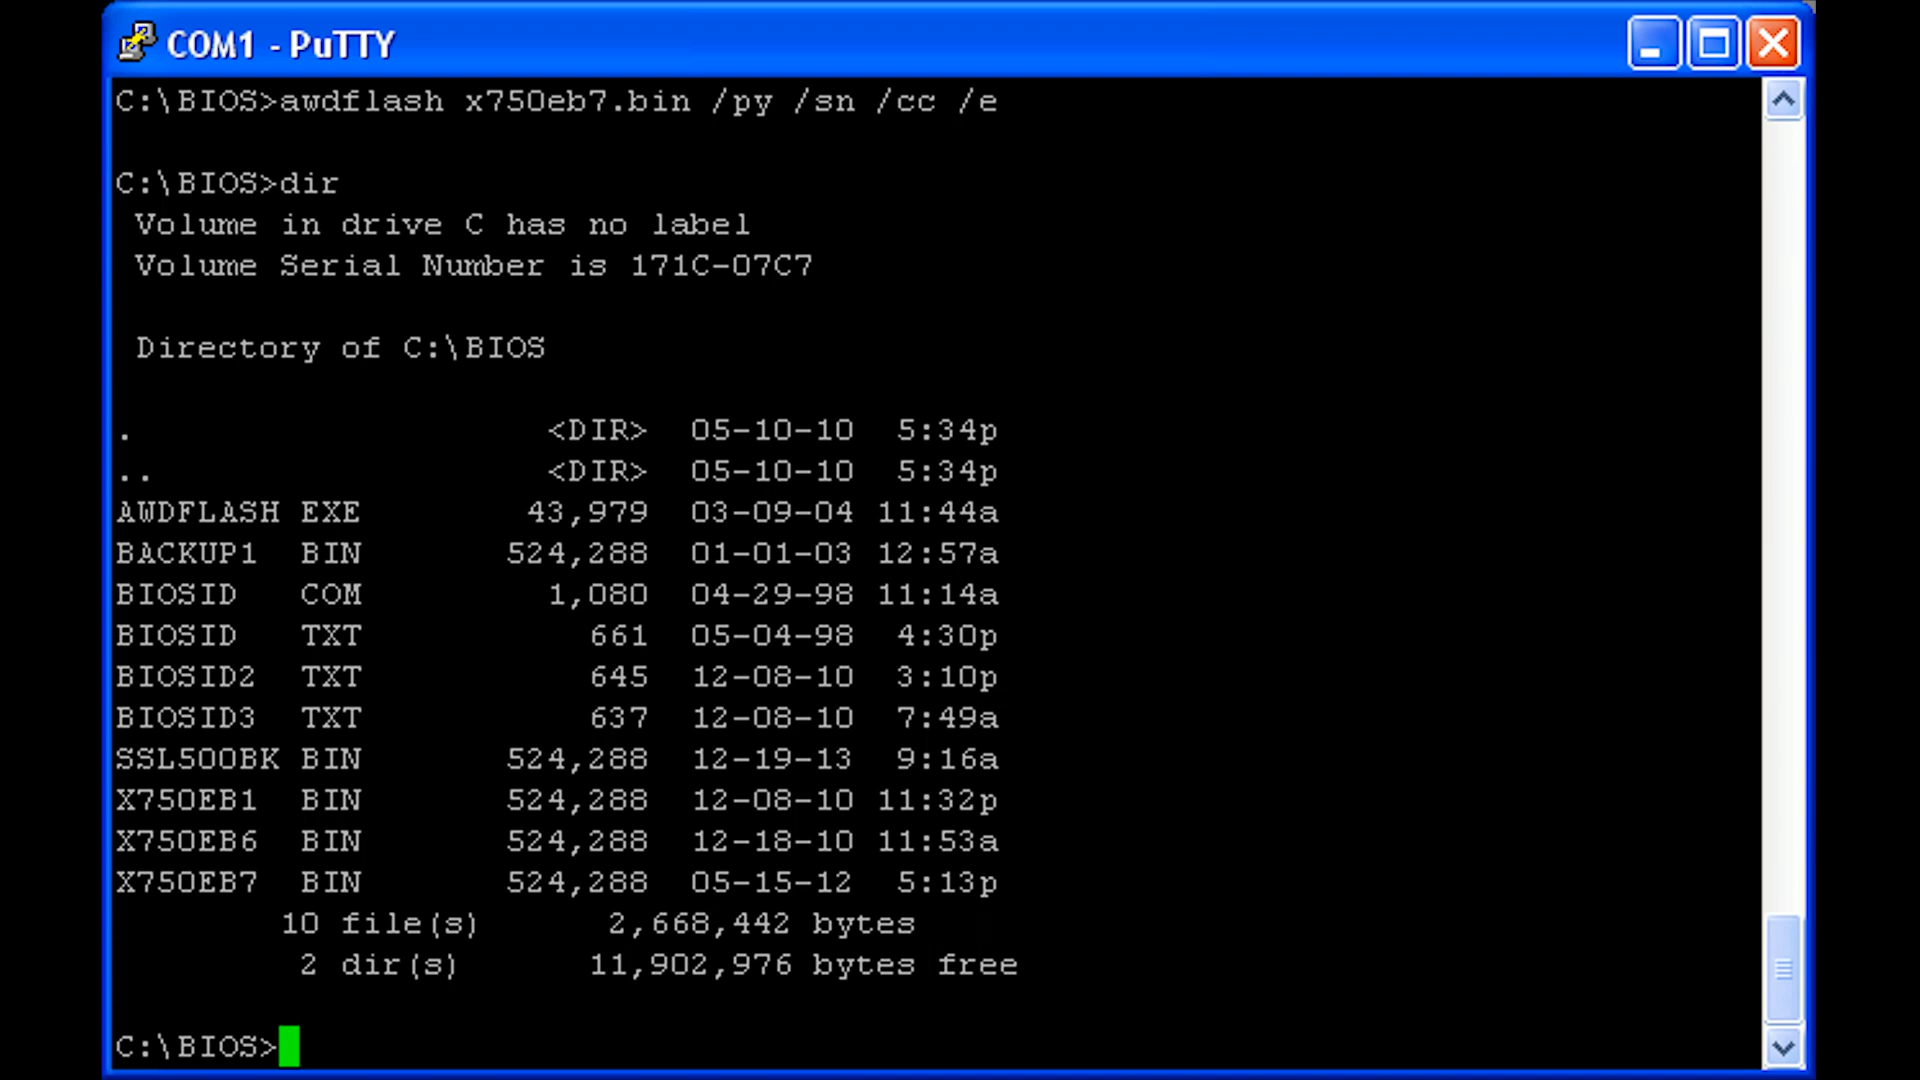 COM1 - PuTTY
C:\BIOS>awdflash x750eb7.bin /py /sn /cc /e
C:\BIOS>dir
Volume in drive C has no label
Volume Serial Number is 171C-07C7
Directory of C:\BIOS
. <DIR> 05-10-10 5:34p
.. <DIR> 05-10-10 5:34p
AWDFLASH EXE 43,979 03-09-04 11:44a
BACKUP1 BIN 524,288 01-01-03 12:57a
BIOSID COM 1,080 04-29-98 11:14a
BIOSID TXT 661 05-04-98 4:30p
BIOSID2 TXT 645 12-08-10 3:10p
BIOSID3 TXT 637 12-08-10 7:49a
SSL500BK BIN 524,288 12-19-13 9:16a
X750EB1 BIN 524,288 12-08-10 11:32p
X750EB6 BIN 524,288 12-18-10 11:53a
X750EB7 BIN 524,288 05-15-12 5:13p
10 file(s) 2,668,442 bytes
2 dir(s) 11,902,976 bytes free
C:\BIOS>